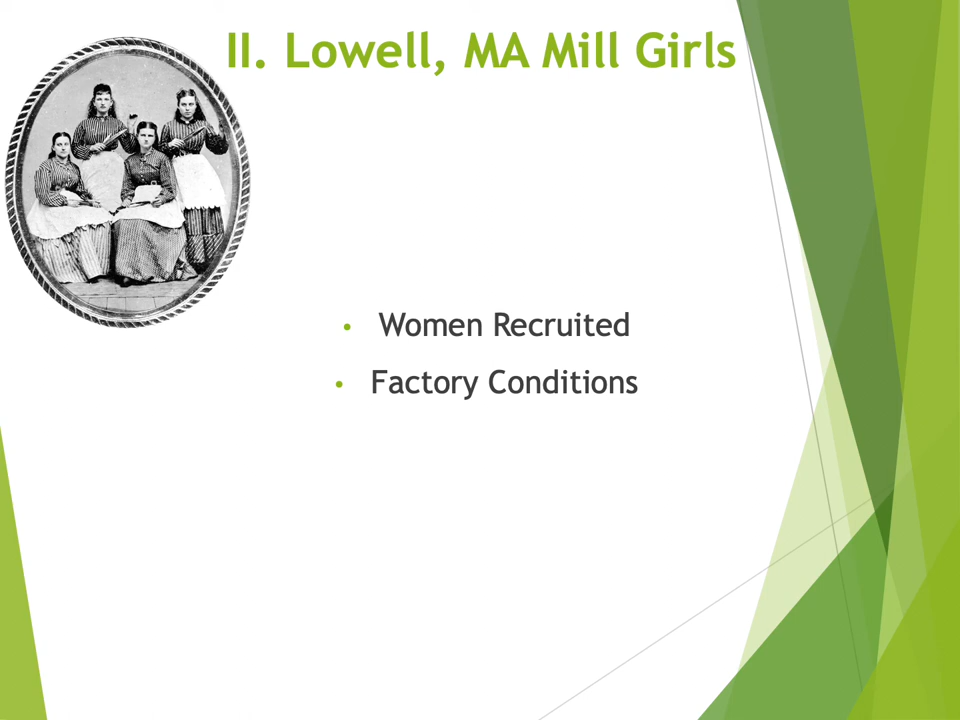 II. Lowell, MA Mill Girls
• Women Recruited
• Factory Conditions